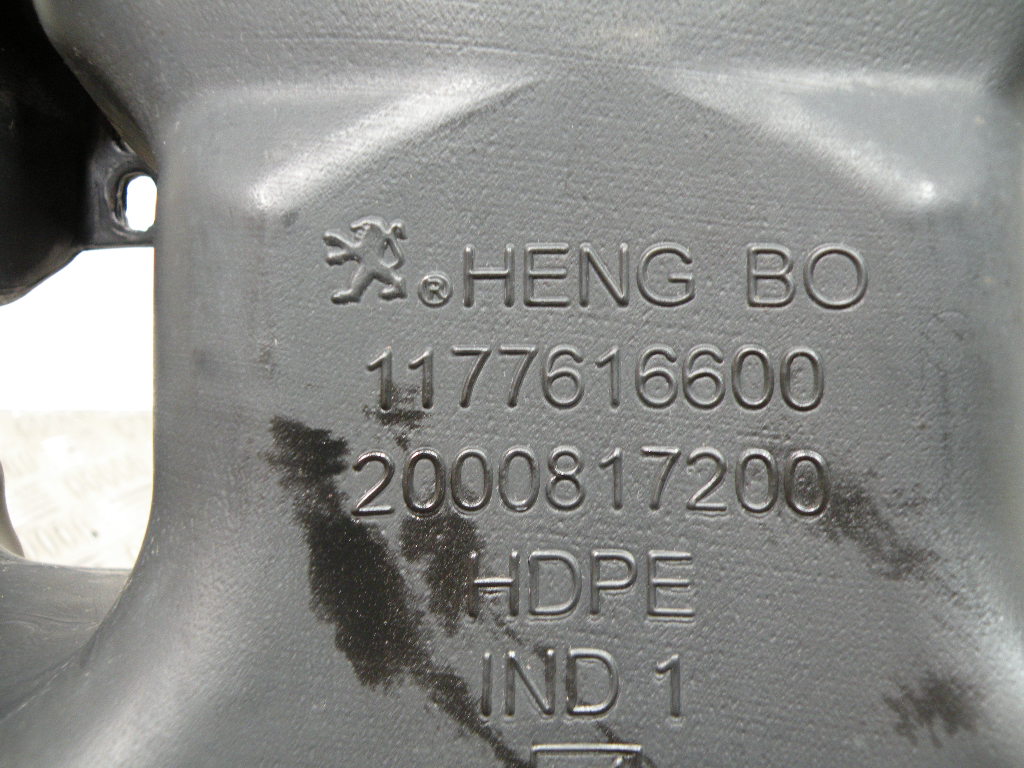 ® HENG BO
1177616600
2000817200
HDPE
IND 1